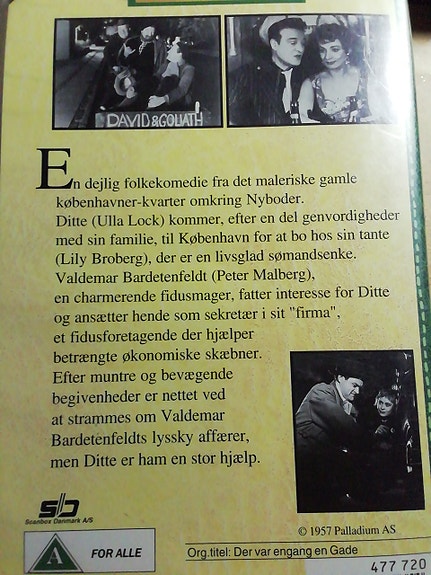 DAVID & GOLIATH
En dejlig folkekomedie fra det maleriske gamle
københavner-kvarter omkring Nyboder.
Ditte (Ulla Lock) kommer, efter en del genvordigheder
med sin familie, til København for at bo hos sin tante
(Lily Broberg), der er en livsglad sømandsenke.
Valdemar Bardetenfeldt (Peter Malberg),
en charmerende fidusmager, fatter interesse for Ditte
og ansætter hende som sekretær i sit "firma",
et fidusforetagende der hjælper
betrængte økonomiske skæbner.
Efter muntre og bevægende
begivenheder er nettet ved
at strammes om Valdemar
Bardetenfeldts lyssky affærer,
men Ditte er ham en stor hjælp.
Scanbox Danmark A/S
© 1957 Palladium AS
A FOR ALLE
Org.titel: Der var engang en Gade
477 720